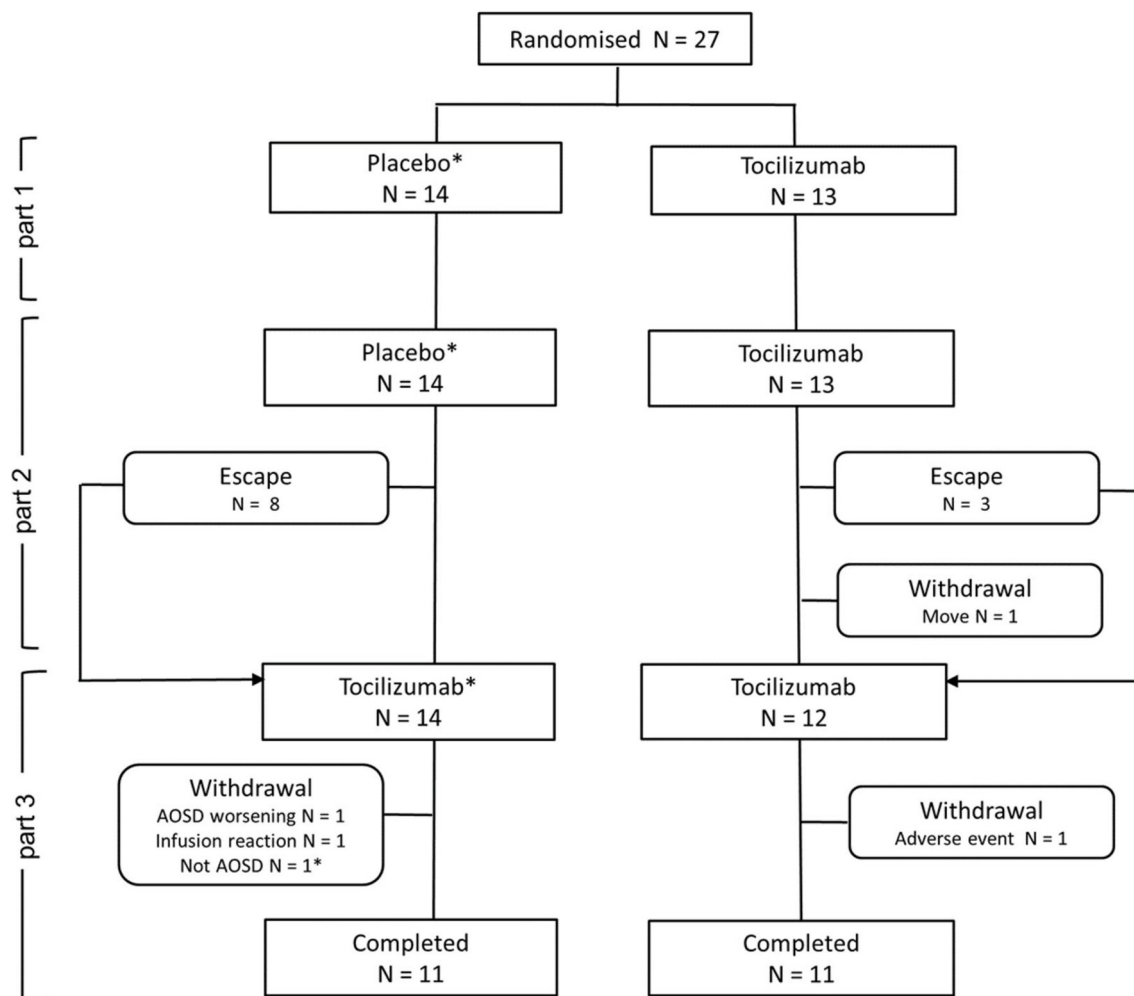 Randomised N = 27
part 1
Placebo*
N = 14
Tocilizumab
N = 13
part 2
Placebo*
N = 14
Tocilizumab
N = 13
Escape
N = 8
Escape
N = 3
Withdrawal
Move N = 1
part 3
Tocilizumab*
N = 14
Tocilizumab
N = 12
Withdrawal
AOSD worsening N = 1
Infusion reaction N = 1
Not AOSD N = 1*
Withdrawal
Adverse event N = 1
Completed
N = 11
Completed
N = 11